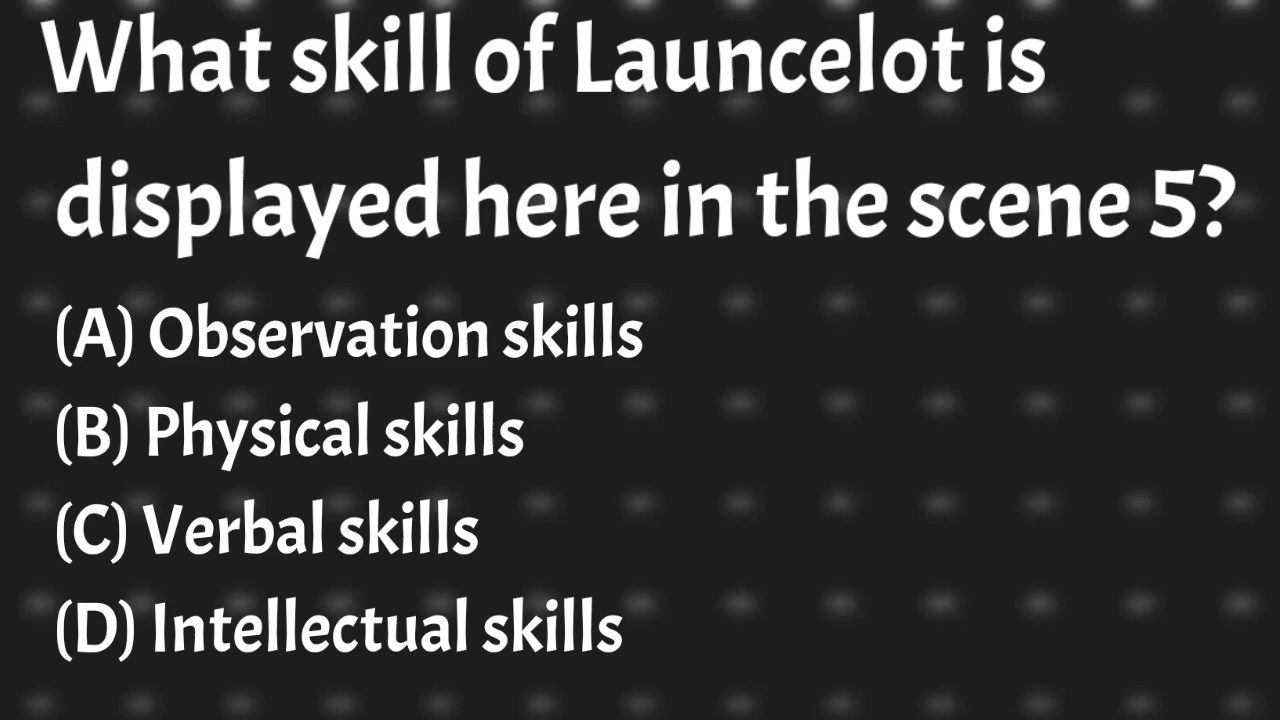 What skill of Launcelot is
displayed here in the scene 5?
(A) Observation skills
(B) Physical skills
(C) Verbal skills
(D) Intellectual skills